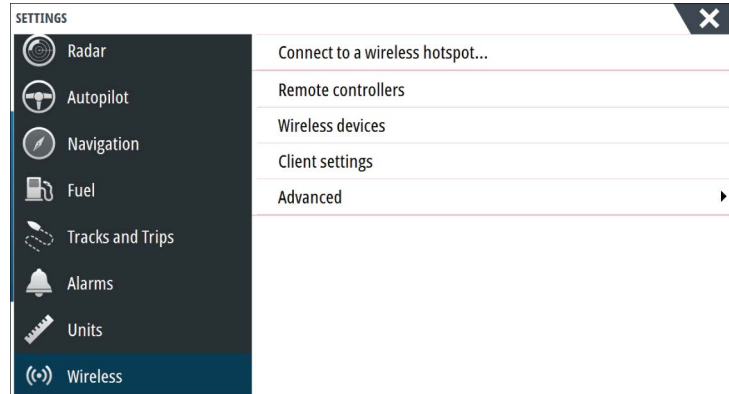 SETTINGS
Radar
Autopilot
Navigation
Fuel
Tracks and Trips
Alarms
Units
Wireless
Connect to a wireless hotspot...
Remote controllers
Wireless devices
Client settings
Advanced